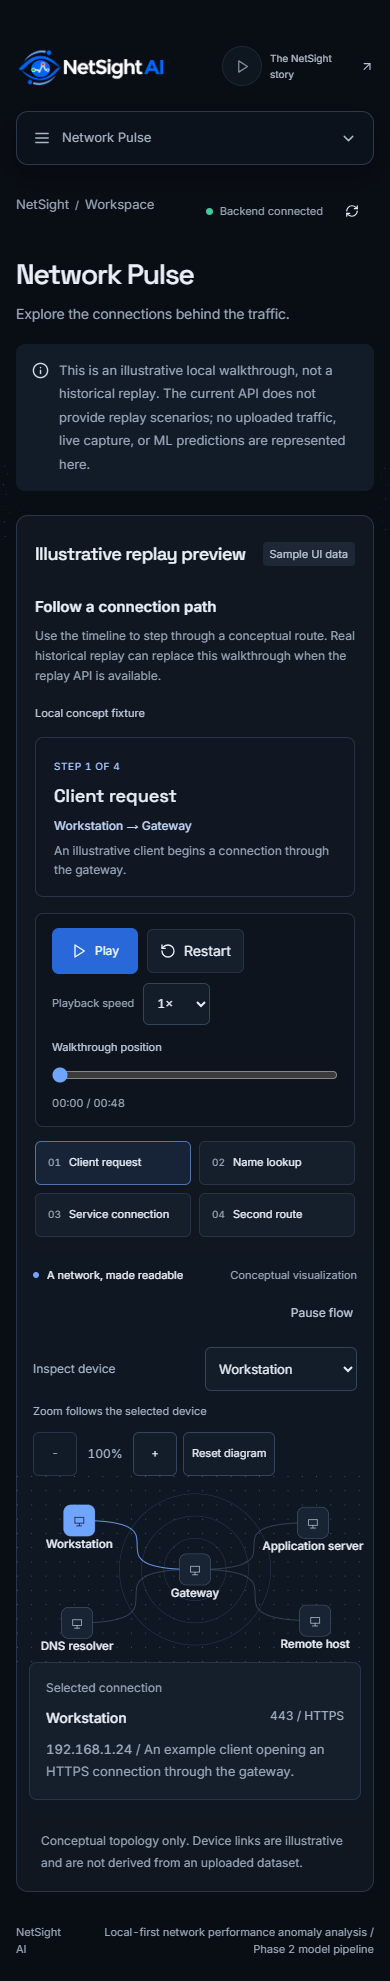 NetSight AI
The NetSight
story
Network Pulse
NetSight / Workspace
Backend connected
Network Pulse
Explore the connections behind the traffic.
This is an illustrative local walkthrough, not a
historical replay. The current API does not
provide replay scenarios; no uploaded traffic,
live capture, or ML predictions are represented
here.
Illustrative replay preview
Sample UI data
Follow a connection path
Use the timeline to step through a conceptual route. Real
historical replay can replace this walkthrough when the
replay API is available.
Local concept fixture
STEP 1 OF 4
Client request
Workstation → Gateway
An illustrative client begins a connection through
the gateway.
Play
Restart
Playback speed
1×
Walkthrough position
00:00 / 00:48
01 Client request
02 Name lookup
03 Service connection
04 Second route
A network, made readable
Conceptual visualization
Pause flow
Inspect device
Workstation
Zoom follows the selected device
-
100%
+
Reset diagram
Workstation
Application server
Gateway
DNS resolver
Remote host
Selected connection
Workstation
443 / HTTPS
192.168.1.24 / An example client opening an
HTTPS connection through the gateway.
Conceptual topology only. Device links are illustrative
and are not derived from an uploaded dataset.
NetSight
AI
Local-first network performance anomaly analysis /
Phase 2 model pipeline